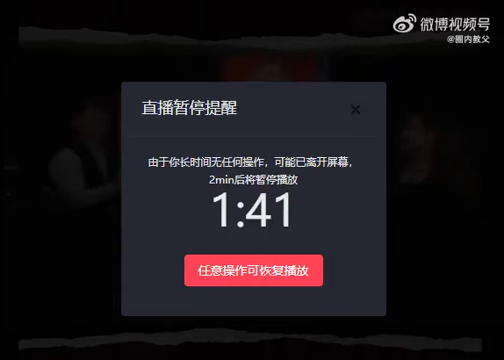 微博视频号
@圈内教父
直播暂停提醒
由于你长时间无任何操作，可能已离开屏幕，
2min后将暂停播放
1:41
任意操作可恢复播放